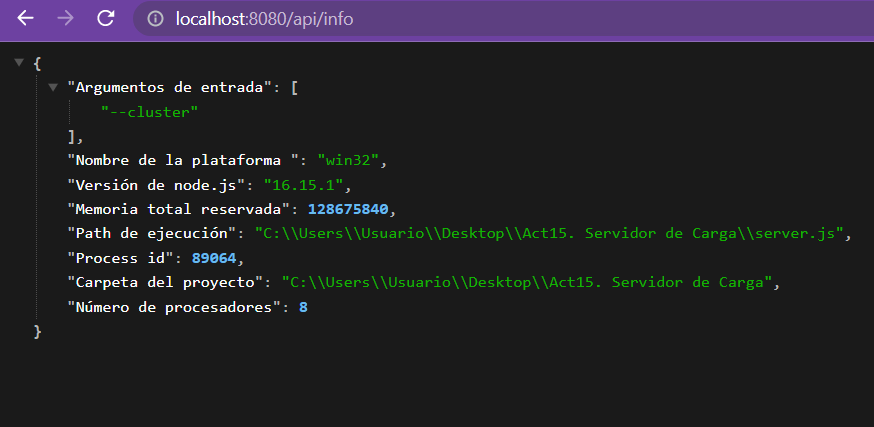 localhost:8080/api/info
{
"Argumentos de entrada": [
"--cluster"
],
"Nombre de la plataforma ": "win32",
"Versión de node.js": "16.15.1",
"Memoria total reservada": 128675840,
"Path de ejecución": "C:\\Users\\Usuario\\Desktop\\Act15. Servidor de Carga\\server.js",
"Process id": 89064,
"Carpeta del proyecto": "C:\\Users\\Usuario\\Desktop\\Act15. Servidor de Carga",
"Número de procesadores": 8
}